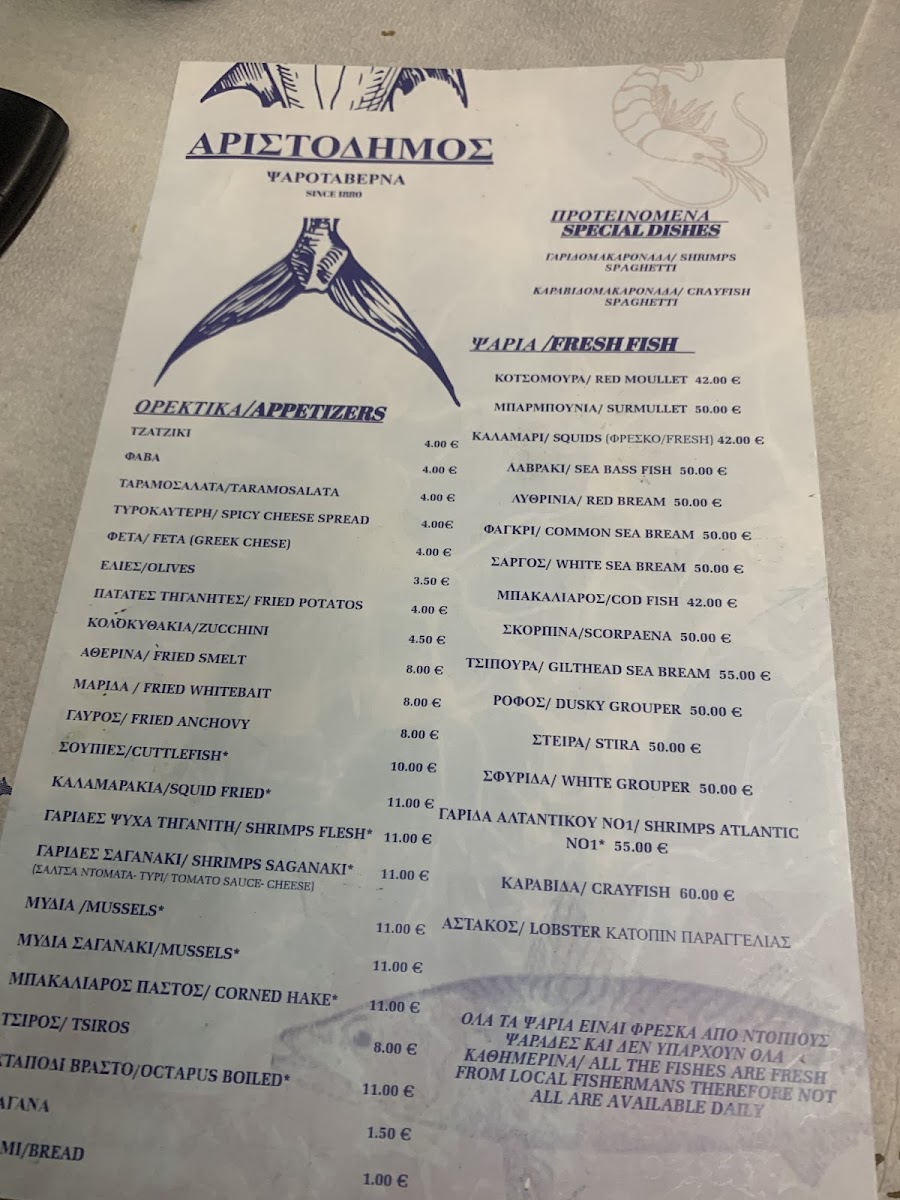 ΑΡΙΣΤΟΔΗΜΟΣ
ΨΑΡΟΤΑΒΕΡΝΑ
SINCE 1880
ΟΡΕΚΤΙΚΑ/APPETIZERS
ΤΖΑΤΖΙΚΙ 4.00 €
ΦΑΒΑ 4.00 €
ΤΑΡΑΜΟΣΑΛΑΤΑ/TARAMOSALATA 4.00 €
ΤΥΡΟΚΑΥΤΕΡΗ/ SPICY CHEESE SPREAD 4.00€
ΦΕΤΑ/ FETA (GREEK CHESE) 4.00 €
ΕΛΙΕΣ/OLIVES 3.50 €
ΠΑΤΑΤΕΣ ΤΗΓΑΝΗΤΕΣ/ FRIED POTATOS 4.00 €
ΚΟΛΟΚΥΘΑΚΙΑ/ZUCCHINI 4.50 €
ΑΘΕΡΙΝΑ/ FRIED SMELT 8.00 €
ΜΑΡΙΔΑ / FRIED WHITEBAIT 8.00 €
ΓΑΥΡΟΣ/ FRIED ANCHOVY 8.00 €
ΣΟΥΠΙΕΣ/CUTTLEFISH* 10.00 €
ΚΑΛΑΜΑΡΑΚΙΑ/SQUID FRIED* 11.00 €
ΓΑΡΙΔΕΣ ΨΥΧΑ ΤΗΓΑΝΙΤΗ/ SHRIMPS FLESH* 11.00 €
ΓΑΡΙΔΕΣ ΣΑΓΑΝΑΚΙ/ SHRIMPS SAGANAKI* 11.00 €
(ΣΑΛΤΣΑ ΝΤΟΜΑΤΑ- ΤΥΡΙ/ TOMATO SAUCE- CHEESE)
ΜΥΔΙΑ /MUSSELS* 11.00 €
ΜΥΔΙΑ ΣΑΓΑΝΑΚΙ/MUSSELS* 11.00 €
ΜΠΑΚΑΛΙΑΡΟΣ ΠΑΣΤΟΣ/ CORNED HAKE* 11.00 €
ΤΣΙΡΟΣ/ TSIROS 8.00 €
ΚΤΑΠΟΔΙ ΒΡΑΣΤΟ/OCTAPUS BOILED* 11.00 €
ΑΓΑΝΑ 1.50 €
ΜΙ/BREAD 1.00 €
ΠΡΟΤΕΙΝΟΜΕΝΑ
SPECIAL DISHES
ΓΑΡΙΔΟΜΑΚΑΡΟΝΑΔΑ/ SHRIMPS
SPAGHETTI
ΚΑΡΑΒΙΔΟΜΑΚΑΡΟΝΑΔΑ/ CRAYFISH
SPAGHETTI
ΨΑΡΙΑ /FRESH FISH
ΚΟΤΣΟΜΟΥΡΑ/ RED MOULLET 42.00 €
ΜΠΑΡΜΠΟΥΝΙΑ/ SURMULLET 50.00 €
ΚΑΛΑΜΑΡΙ/ SQUIDS (ΦΡΕΣΚΟ/FRESH) 42.00 €
ΛΑΒΡΑΚΙ/ SEA BASS FISH 50.00 €
ΛΥΘΡΙΝΙΑ/ RED BREAM 50.00 €
ΦΑΓΚΡΙ/ COMMON SEA BREAM 50.00 €
ΣΑΡΓΟΣ/ WHITE SEA BREAM 50.00 €
ΜΠΑΚΑΛΙΑΡΟΣ/COD FISH 42.00 €
ΣΚΟΡΠΙΝΑ/SCORPAENA 50.00 €
ΤΣΙΠΟΥΡΑ/ GILTHEAD SEA BREAM 55.00 €
ΡΟΦΟΣ/ DUSKY GROUPER 50.00 €
ΣΤΕΙΡΑ/ STIRA 50.00 €
ΣΦΥΡΙΔΑ/ WHITE GROUPER 50.00 €
ΓΑΡΙΔΑ ΑΛΤΑΝΤΙΚΟΥ ΝΟ1/ SHRIMPS ATLANTIC
NO1* 55.00 €
ΚΑΡΑΒΙΔΑ/ CRAYFISH 60.00 €
ΑΣΤΑΚΟΣ/ LOBSTER ΚΑΤΟΠΙΝ ΠΑΡΑΓΓΕΛΙΑΣ
ΟΛΑ ΤΑ ΨΑΡΙΑ ΕΙΝΑΙ ΦΡΕΣΚΑ ΑΠΟ ΝΤΟΠΙΟΥΣ
ΨΑΡΑΔΕΣ ΚΑΙ ΔΕΝ ΥΠΑΡΧΟΥΝ ΟΛΑ
ΚΑΘΗΜΕΡΙΝΑ/ ALL THE FISHES ARE FRESH
FROM LOCAL FISHERMANS THEREFORE NOT
ALL ARE AVAILABLE DAILY